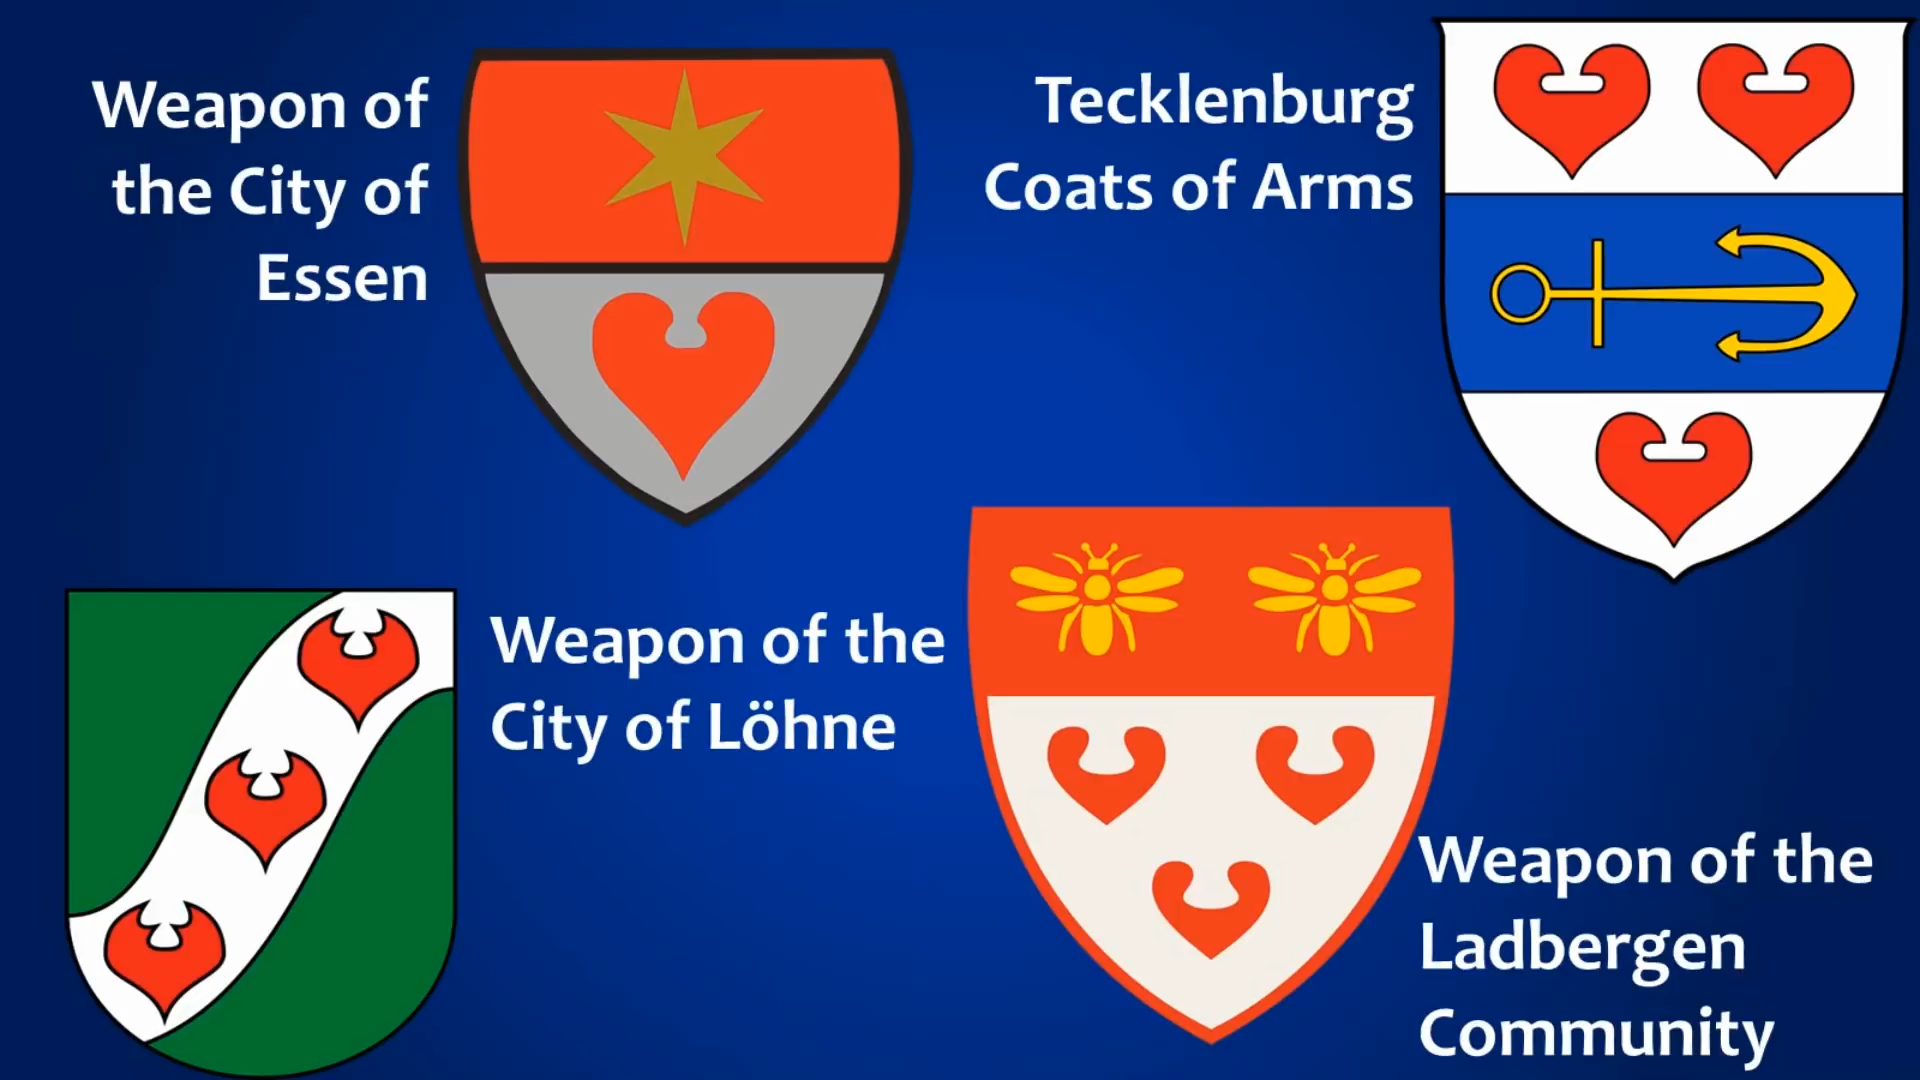 Weapon of
the City of
Essen
Tecklenburg
Coats of Arms
Weapon of the
City of Löhne
Weapon of the
Ladbergen
Community